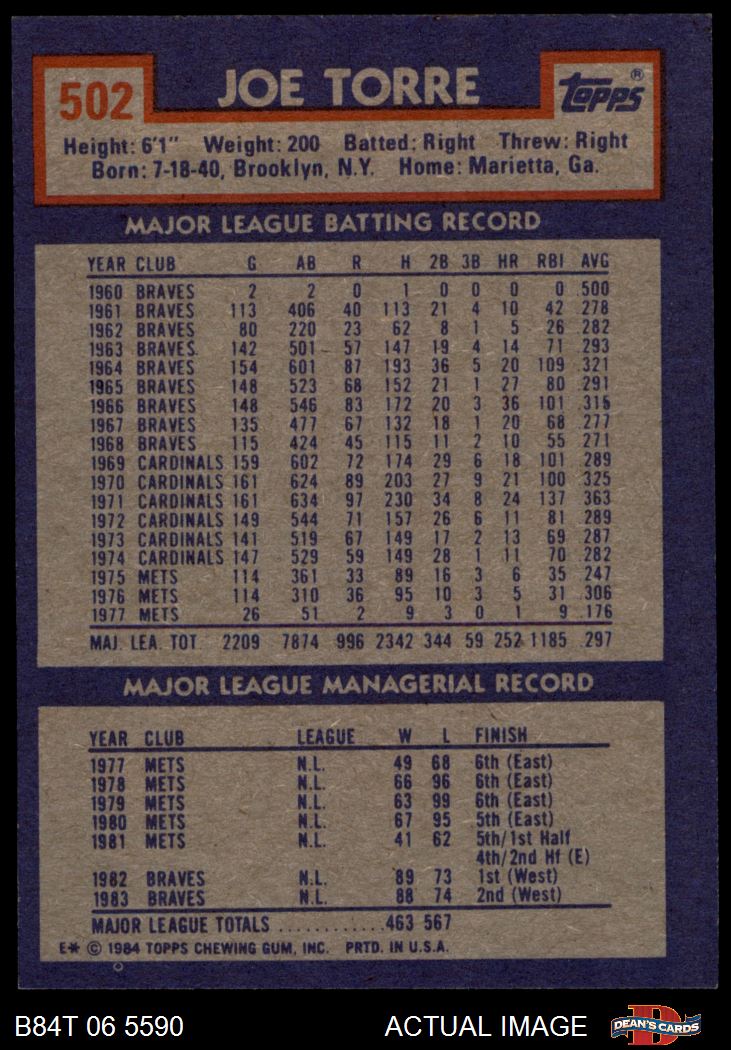 502
JOE TORRE
topps®
Height: 6'1" Weight: 200 Batted: Right Threw: Right
Born: 7-18-40, Brooklyn, N.Y. Home: Marietta, Ga.
MAJOR LEAGUE BATTING RECORD
YEAR CLUB G AB R H 2B 3B HR RBI AVG
1960 BRAVES 2 2 0 1 0 0 0 0 .500
1961 BRAVES 113 406 40 113 21 4 10 42 .278
1962 BRAVES 80 220 23 62 8 1 5 26 .282
1963 BRAVES 142 501 57 147 19 4 14 71 .293
1964 BRAVES 154 601 87 193 36 5 20 109 .321
1965 BRAVES 148 523 68 152 21 1 27 80 .291
1966 BRAVES 148 546 83 172 20 3 36 101 .315
1967 BRAVES 135 477 67 132 18 1 20 68 .277
1968 BRAVES 115 424 45 115 11 2 10 55 .271
1969 CARDINALS 159 602 72 174 29 6 18 101 .289
1970 CARDINALS 161 624 89 203 27 9 21 100 .325
1971 CARDINALS 161 634 97 230 34 8 24 137 .363
1972 CARDINALS 149 544 71 157 26 6 11 81 .289
1973 CARDINALS 141 519 67 149 17 2 13 69 .287
1974 CARDINALS 147 529 59 149 28 1 11 70 .282
1975 METS 114 361 33 89 16 3 6 35 .247
1976 METS 114 310 36 95 10 3 5 31 .306
1977 METS 26 51 2 9 3 0 1 9 .176
MAJ. LEA. TOT. 2209 7874 996 2342 344 59 252 1185 .297
MAJOR LEAGUE MANAGERIAL RECORD
YEAR CLUB LEAGUE W L FINISH
1977 METS N.L. 49 68 6th (East)
1978 METS N.L. 66 96 6th (East)
1979 METS N.L. 63 99 6th (East)
1980 METS N.L. 67 95 5th (East)
1981 METS N.L. 41 62 5th/1st Half
4th/2nd Hf (E)
1982 BRAVES N.L. 89 73 1st (West)
1983 BRAVES N.L. 88 74 2nd (West)
MAJOR LEAGUE TOTALS ............463 567
E* © 1984 TOPPS CHEWING GUM, INC. PRTD. IN U.S.A.
B84T 06 5590
ACTUAL IMAGE
DEAN'S CARDS